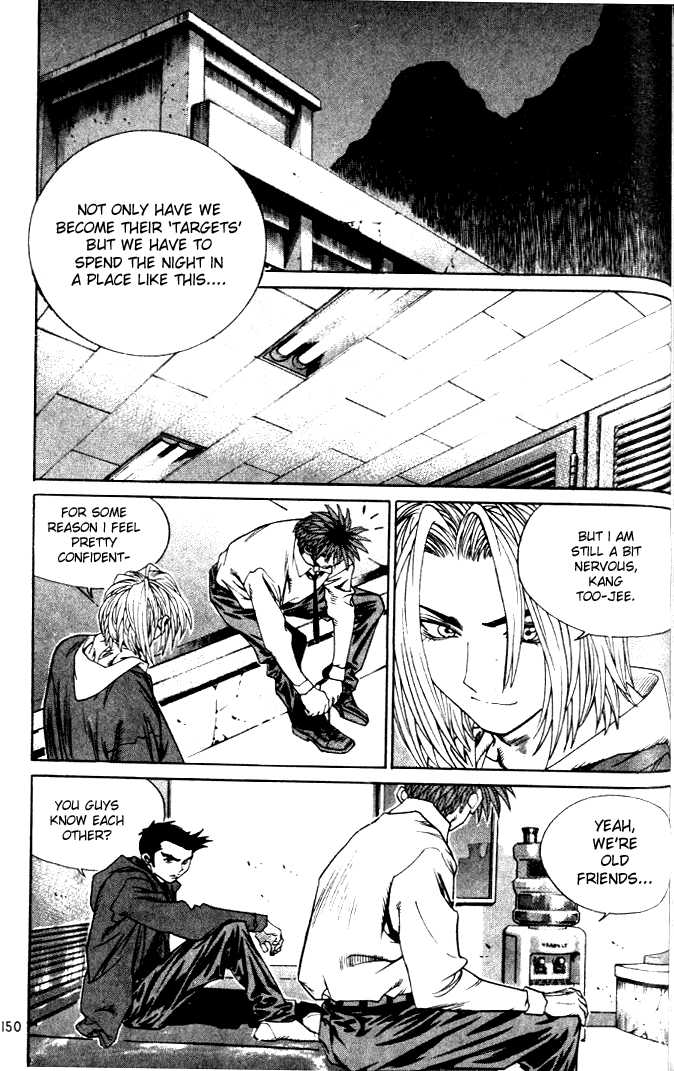 NOT ONLY HAVE WE
BECOME THEIR 'TARGETS'
BUT WE HAVE TO
SPEND THE NIGHT IN
A PLACE LIKE THIS....
FOR SOME
REASON I FEEL
PRETTY
CONFIDENT-
BUT I AM
STILL A BIT
NERVOUS,
KANG
TOO-JEE.
YOU GUYS
KNOW EACH
OTHER?
YEAH,
WE'RE
OLD
FRIENDS...
150